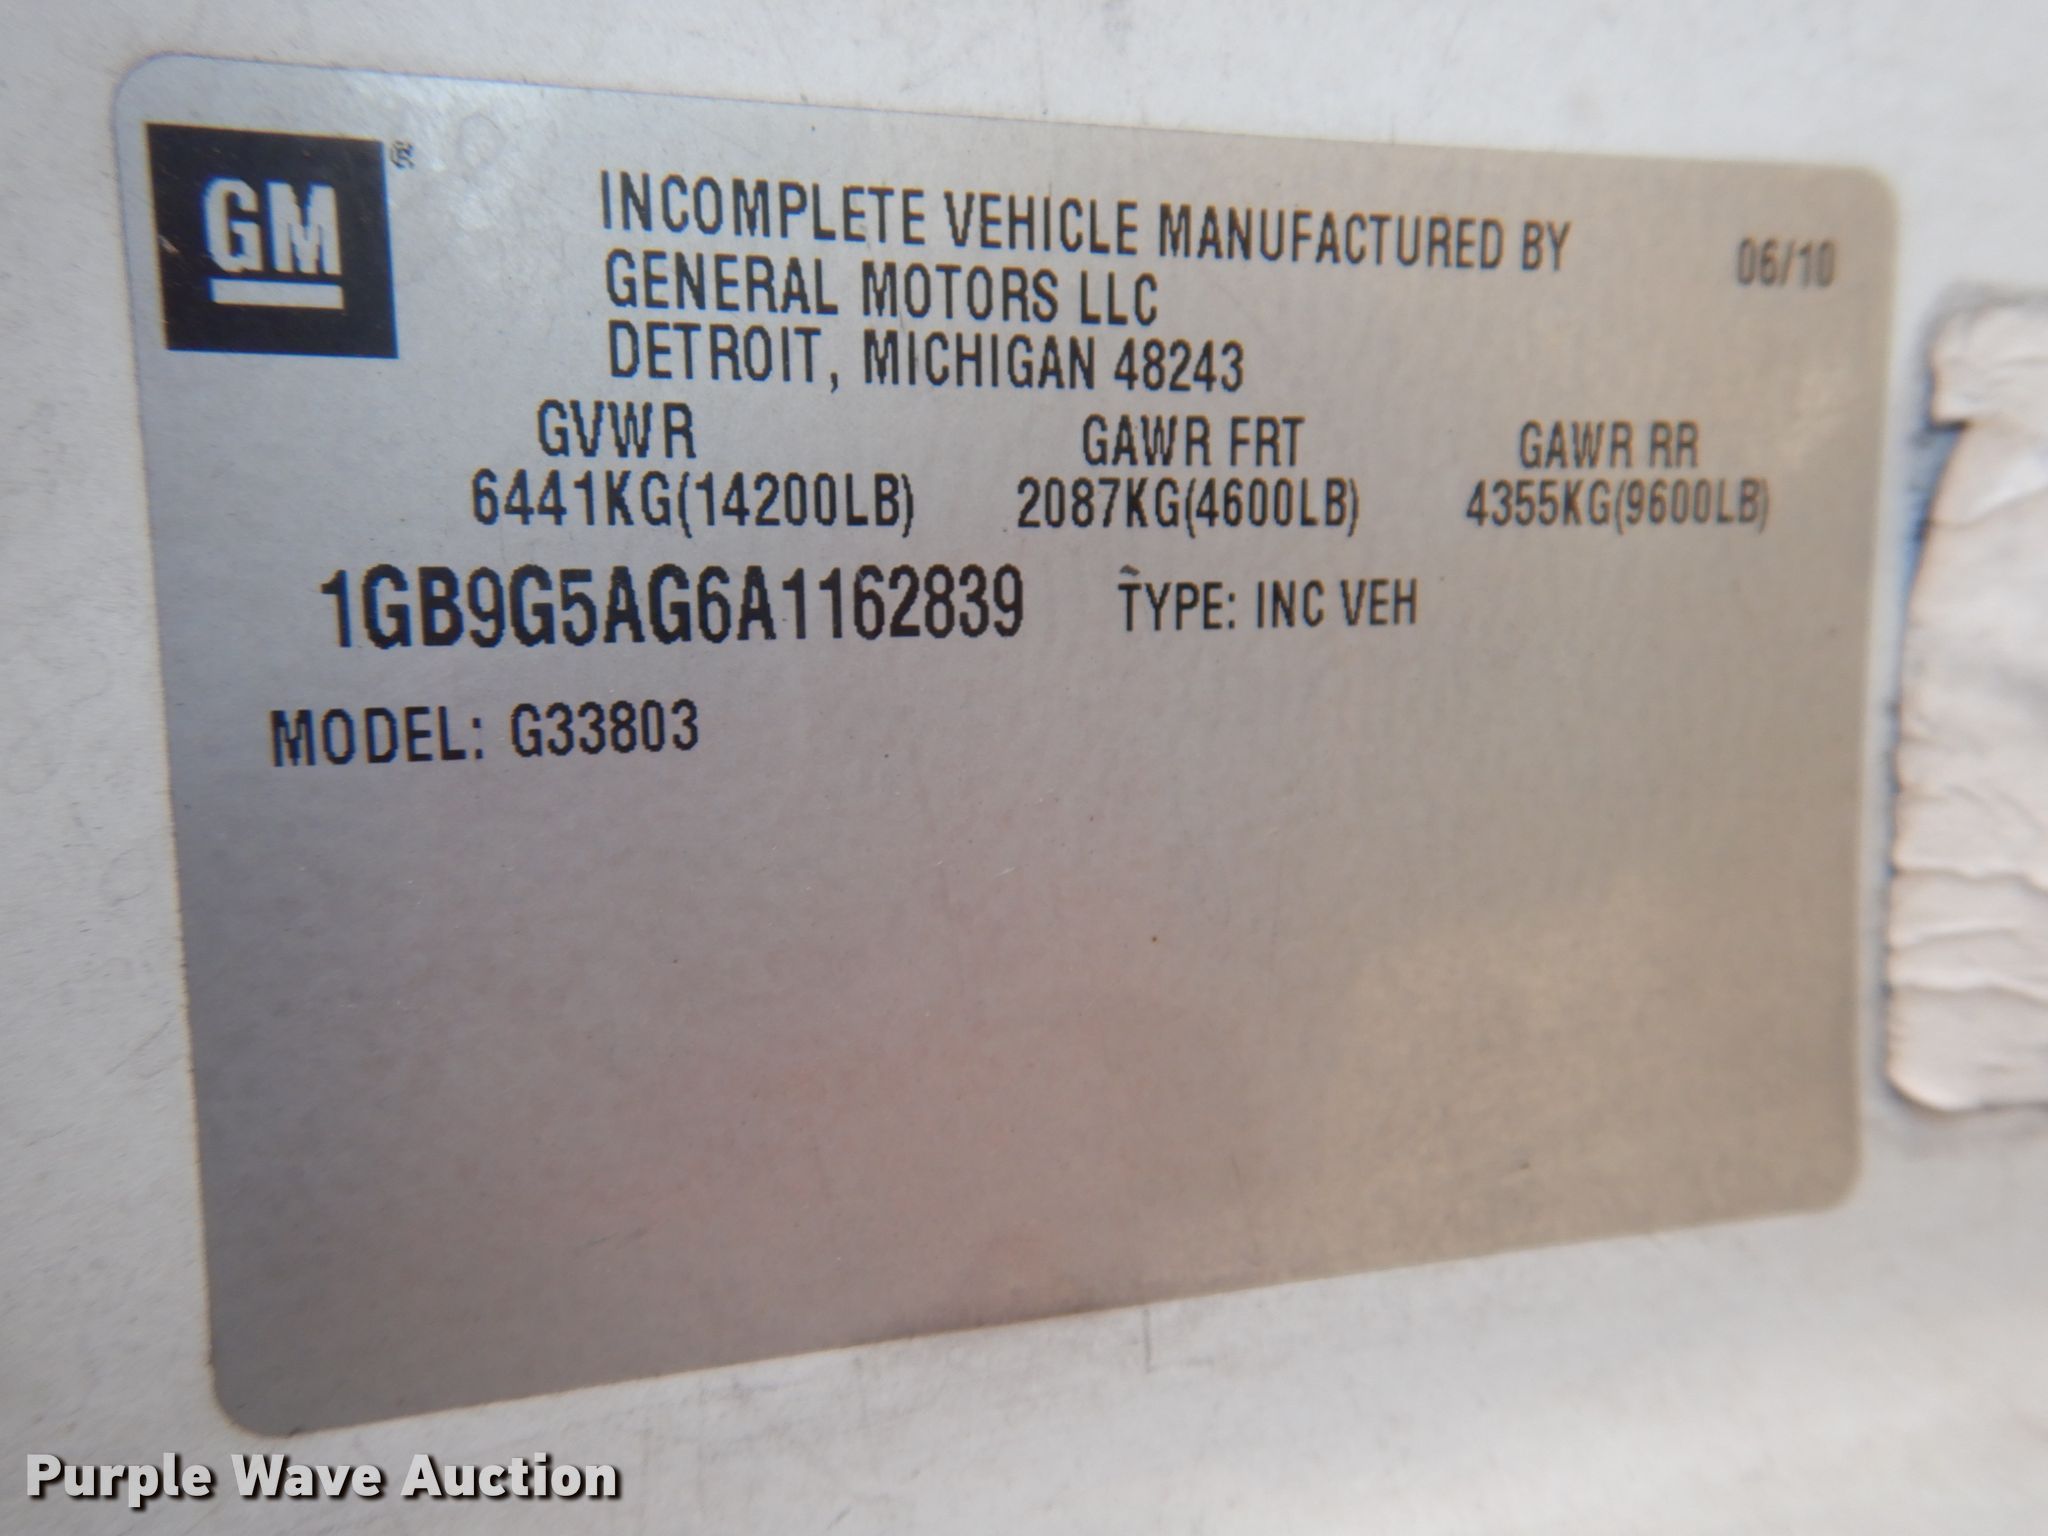 GM ®
INCOMPLETE VEHICLE MANUFACTURED BY 06/10
GENERAL MOTORS LLC
DETROIT, MICHIGAN 48243
GVWR GAWR FRT GAWR RR
6441KG(14200LB) 2087KG(4600LB) 4355KG(9600LB)
1GB9G5AG6A1162839 TYPE: INC VEH
MODEL: G33803
Purple Wave Auction